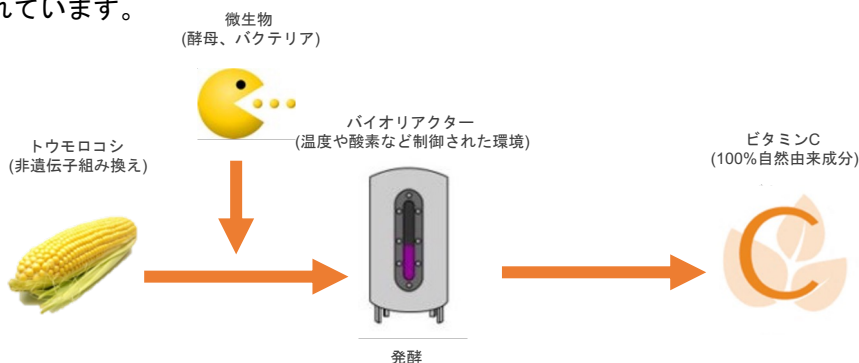 れています。
微生物
(酵母、バクテリア)
バイオリアクター
(温度や酸素など制御された環境)
トウモロコシ
(非遺伝子組み換え)
ビタミンC
(100%自然由来成分)
C
発酵